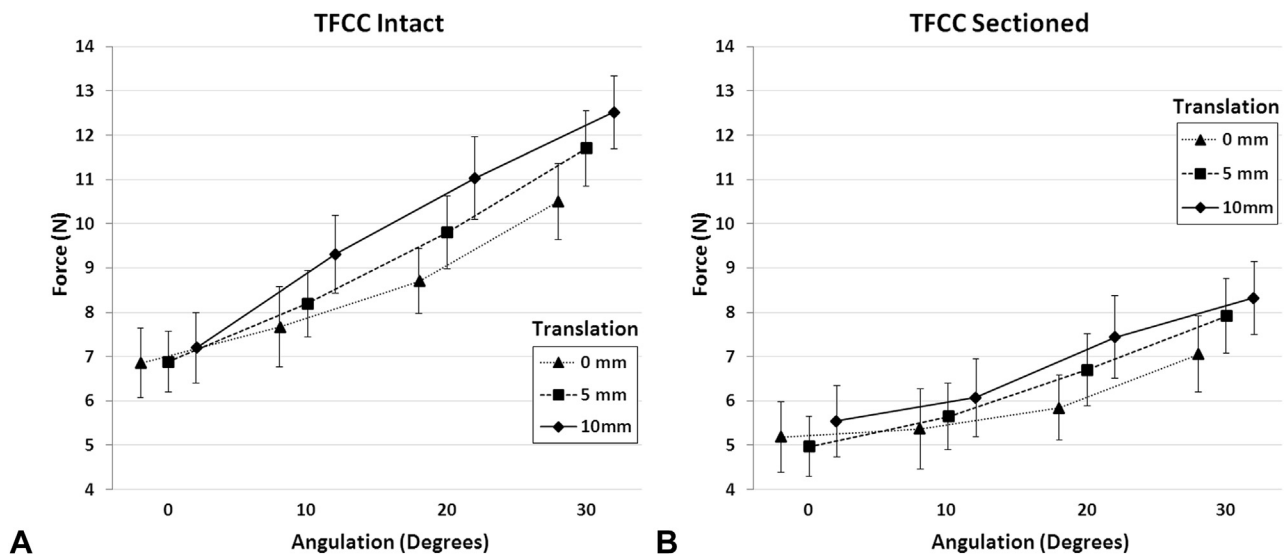 TFCC Intact
14
13
12
11
10
9
8
7
6
5
4
Force (N)
0 10 20 30
Angulation (Degrees)
Translation
0 mm
5 mm
10mm
A
TFCC Sectioned
14
13
12
11
10
9
8
7
6
5
4
Force (N)
0 10 20 30
Angulation (Degrees)
Translation
0 mm
5 mm
10mm
B